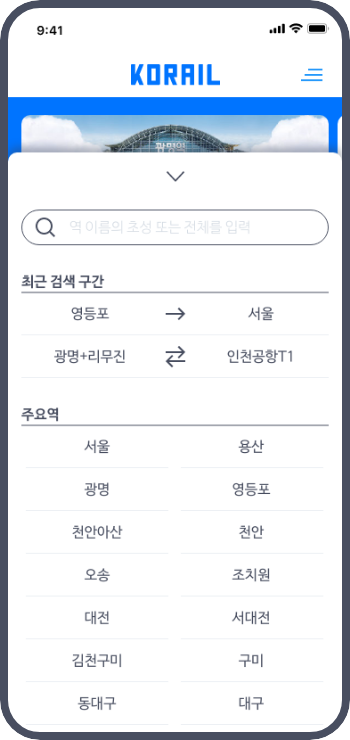 9:41
KORAIL
광명역
역 이름의 초성 또는 전체를 입력
최근 검색 구간
영등포 → 서울
광명+리무진 ⇄ 인천공항T1
주요역
서울 용산
광명 영등포
천안아산 천안
오송 조치원
대전 서대전
김천구미 구미
동대구 대구